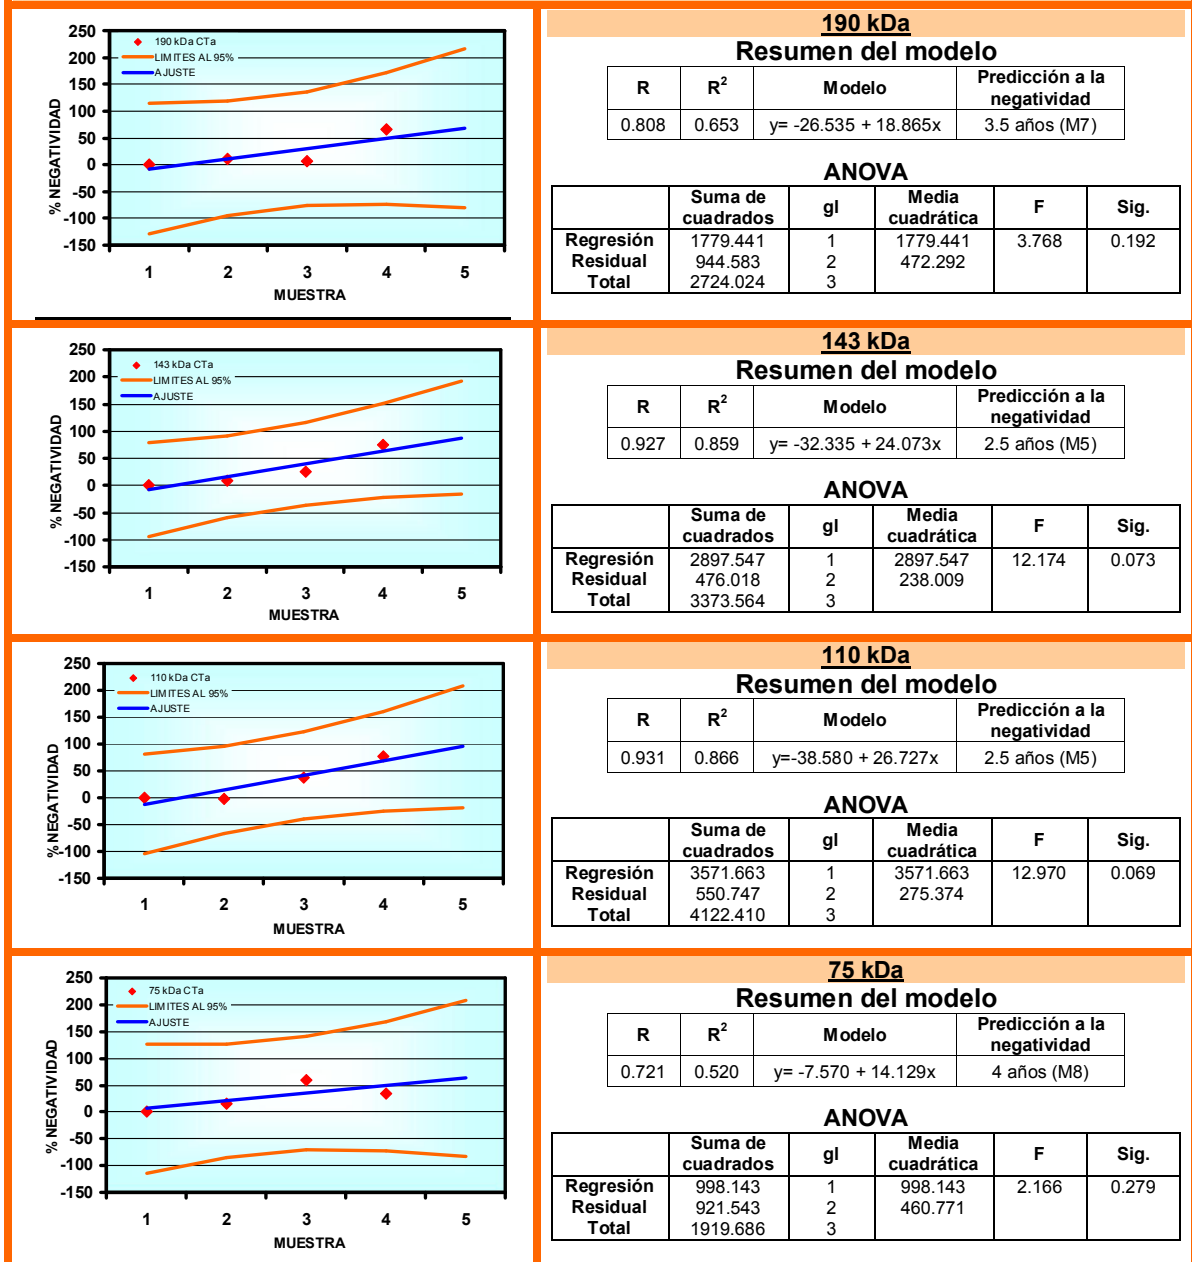 250
200
150
100
50
0
-50
-100
-150
% NEGATIVIDAD
190 kDa CTa
LIMITES AL 95%
AJUSTE
1 2 3 4 5
MUESTRA
190 kDa
Resumen del modelo
R R² Modelo Predicción a la negatividad
0.808 0.653 y= -26.535 + 18.865x 3.5 años (M7)
ANOVA
Suma de cuadrados gl Media cuadrática F Sig.
Regresión 1779.441 1 1779.441 3.768 0.192
Residual 944.583 2 472.292
Total 2724.024 3
250
200
150
100
50
0
-50
-100
-150
% NEGATIVIDAD
143 kDa CTa
LIMITES AL 95%
AJUSTE
1 2 3 4 5
MUESTRA
143 kDa
Resumen del modelo
R R² Modelo Predicción a la negatividad
0.927 0.859 y= -32.335 + 24.073x 2.5 años (M5)
ANOVA
Suma de cuadrados gl Media cuadrática F Sig.
Regresión 2897.547 1 2897.547 12.174 0.073
Residual 476.018 2 238.009
Total 3373.564 3
250
200
150
100
50
0
-50
-100
-150
% NEGATIVIDAD
110 kDa CTa
LIMITES AL 95%
AJUSTE
1 2 3 4 5
MUESTRA
110 kDa
Resumen del modelo
R R² Modelo Predicción a la negatividad
0.931 0.866 y=-38.580 + 26.727x 2.5 años (M5)
ANOVA
Suma de cuadrados gl Media cuadrática F Sig.
Regresión 3571.663 1 3571.663 12.970 0.069
Residual 550.747 2 275.374
Total 4122.410 3
250
200
150
100
50
0
-50
-100
-150
% NEGATIVIDAD
75 kDa CTa
LIMITES AL 95%
AJUSTE
1 2 3 4 5
MUESTRA
75 kDa
Resumen del modelo
R R² Modelo Predicción a la negatividad
0.721 0.520 y= -7.570 + 14.129x 4 años (M8)
ANOVA
Suma de cuadrados gl Media cuadrática F Sig.
Regresión 998.143 1 998.143 2.166 0.279
Residual 921.543 2 460.771
Total 1919.686 3